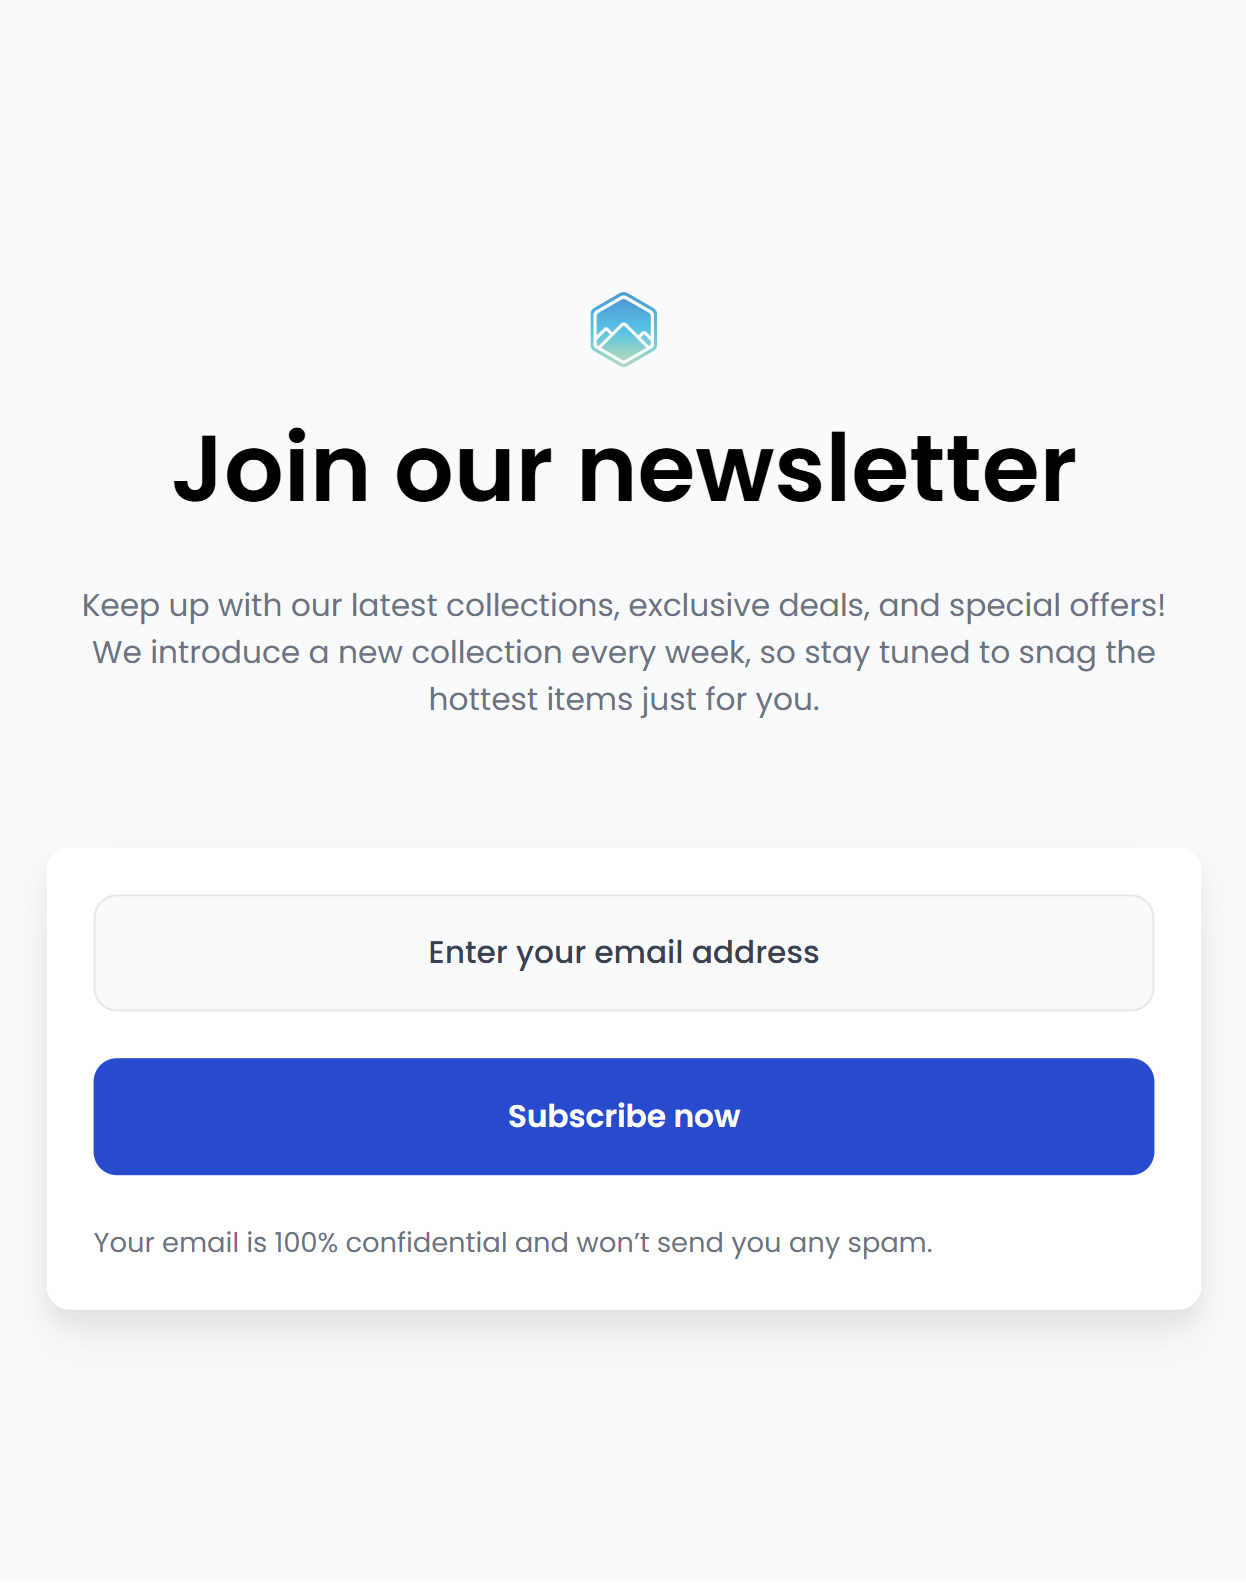 Join our newsletter
Keep up with our latest collections, exclusive deals, and special offers!
We introduce a new collection every week, so stay tuned to snag the
hottest items just for you.
Enter your email address
Subscribe now
Your email is 100% confidential and won’t send you any spam.